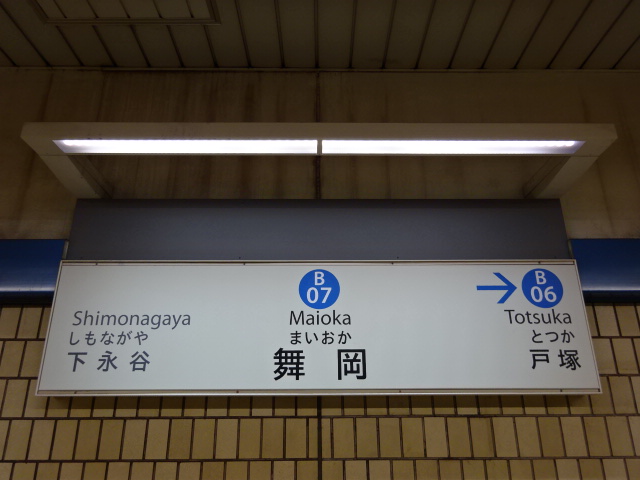 Shimonagaya
しもながや
下永谷
B
07
Maioka
まいおか
舞岡
→ B
06
Totsuka
とつか
戸塚